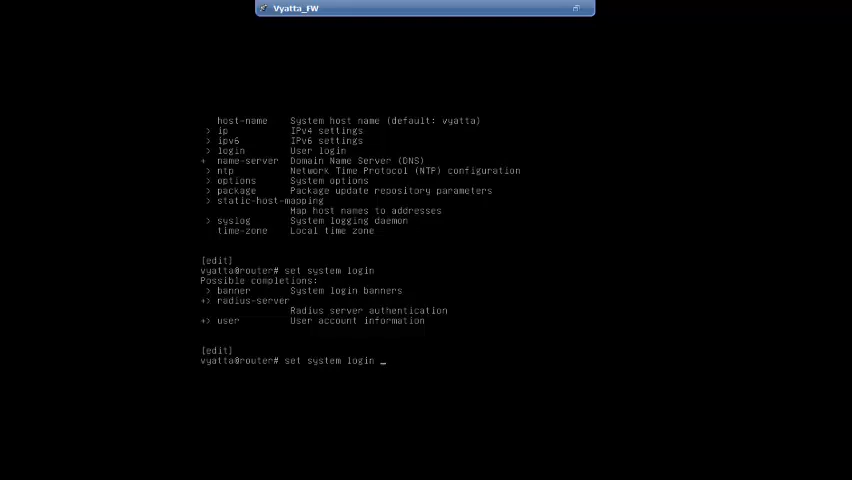 Vyatta_FW
host-name    System host name (default: vyatta)
> ip           IPv4 settings
> ipv6         IPv6 settings
> login        User login
+  name-server  Domain Name Server (DNS)
> ntp          Network Time Protocol (NTP) configuration
> options      System options
> package      Package update repository parameters
> static-host-mapping
Map host names to addresses
> syslog       System logging daemon
time-zone    Local time zone
[edit]
vyatta@router# set system login
Possible completions:
> banner       System login banners
+> radius-server
Radius server authentication
+> user         User account information
[edit]
vyatta@router# set system login _